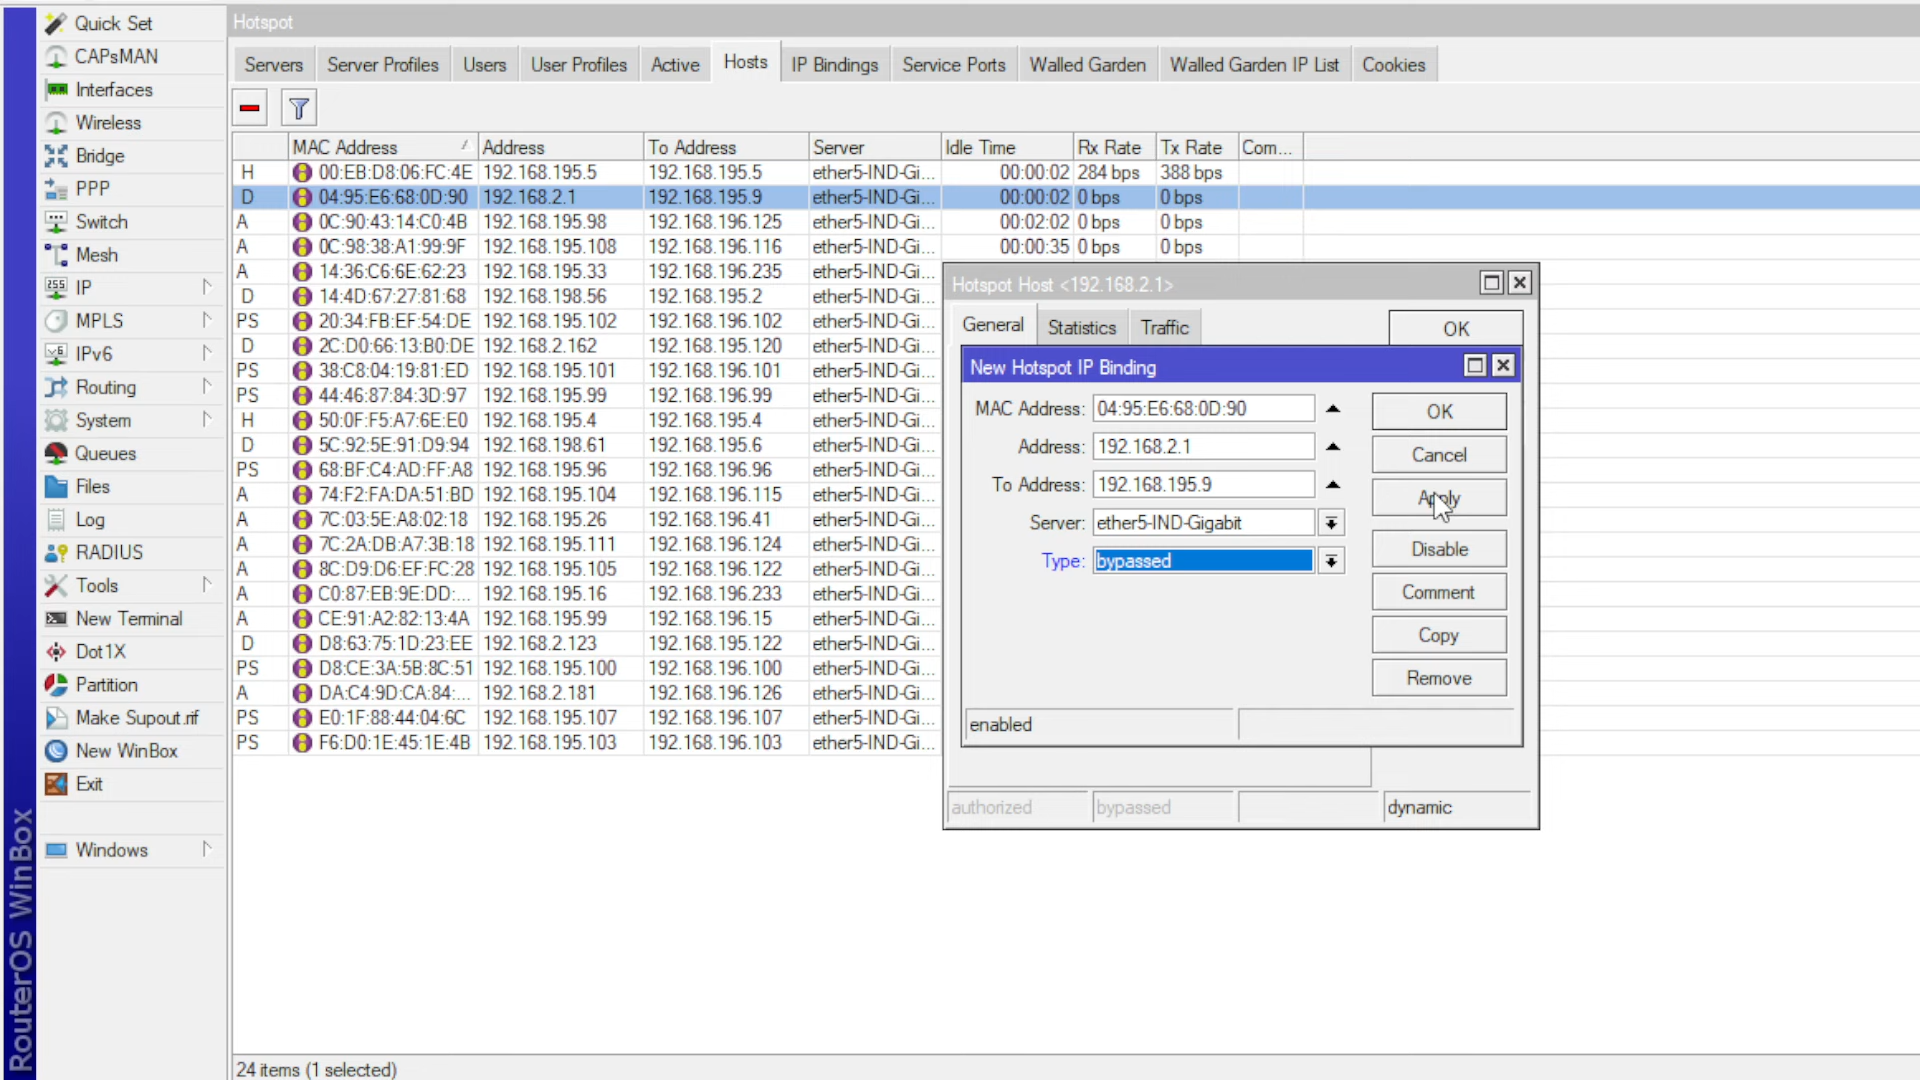 Quick Set
CAPsMAN
Interfaces
Wireless
Bridge
PPP
Switch
Mesh
IP
MPLS
IPv6
Routing
System
Queues
Files
Log
RADIUS
Tools
New Terminal
Dot1X
Partition
Make Supout.rif
New WinBox
Exit
Windows
RouterOS WinBox
Hotspot
Servers Server Profiles Users User Profiles Active Hosts IP Bindings Service Ports Walled Garden Walled Garden IP List Cookies
MAC Address Address To Address Server Idle Time Rx Rate Tx Rate Com...
H 00:EB:D8:06:FC:4E 192.168.195.5 192.168.195.5 ether5-IND-Gi... 00:00:02 284 bps 388 bps
D 04:95:E6:68:0D:90 192.168.2.1 192.168.195.9 ether5-IND-Gi... 00:00:02 0 bps 0 bps
A 0C:90:43:14:C0:4B 192.168.195.98 192.168.196.125 ether5-IND-Gi... 00:02:02 0 bps 0 bps
A 0C:98:38:A1:99:9F 192.168.195.108 192.168.196.116 ether5-IND-Gi... 00:00:35 0 bps 0 bps
A 14:36:C6:6E:62:23 192.168.195.33 192.168.196.235 ether5-IND-Gi...
D 14:4D:67:27:81:68 192.168.198.56 192.168.195.2 ether5-IND-Gi...
PS 20:34:FB:EF:54:DE 192.168.195.102 192.168.196.102 ether5-IND-Gi...
D 2C:D0:66:13:B0:DE 192.168.2.162 192.168.195.120 ether5-IND-Gi...
PS 38:C8:04:19:81:ED 192.168.195.101 192.168.196.101 ether5-IND-Gi...
PS 44:46:87:84:3D:97 192.168.195.99 192.168.196.99 ether5-IND-Gi...
H 50:0F:F5:A7:6E:E0 192.168.195.4 192.168.195.4 ether5-IND-Gi...
D 5C:92:5E:91:D9:94 192.168.198.61 192.168.195.6 ether5-IND-Gi...
PS 68:BF:C4:AD:FF:A8 192.168.195.96 192.168.196.96 ether5-IND-Gi...
A 74:F2:FA:DA:51:BD 192.168.195.104 192.168.196.115 ether5-IND-Gi...
A 7C:03:5E:A8:02:18 192.168.195.26 192.168.196.41 ether5-IND-Gi...
A 7C:2A:DB:A7:3B:18 192.168.195.111 192.168.196.124 ether5-IND-Gi...
A 8C:D9:D6:EF:FC:28 192.168.195.105 192.168.196.122 ether5-IND-Gi...
A C0:87:EB:9E:DD:... 192.168.195.16 192.168.196.233 ether5-IND-Gi...
A CE:91:A2:82:13:4A 192.168.195.99 192.168.196.15 ether5-IND-Gi...
D D8:63:75:1D:23:EE 192.168.2.123 192.168.195.122 ether5-IND-Gi...
PS D8:CE:3A:5B:8C:51 192.168.195.100 192.168.196.100 ether5-IND-Gi...
A DA:C4:9D:CA:84:... 192.168.2.181 192.168.196.126 ether5-IND-Gi...
PS E0:1F:88:44:04:6C 192.168.195.107 192.168.196.107 ether5-IND-Gi...
PS F6:D0:1E:45:1E:4B 192.168.195.103 192.168.196.103 ether5-IND-Gi...
24 items (1 selected)
Hotspot Host <192.168.2.1>
General Statistics Traffic OK
New Hotspot IP Binding
MAC Address: 04:95:E6:68:0D:90 OK
Address: 192.168.2.1 Cancel
To Address: 192.168.195.9 Apply
Server: ether5-IND-Gigabit
Type: bypassed Disable
Comment
Copy
Remove
enabled
authorized bypassed dynamic